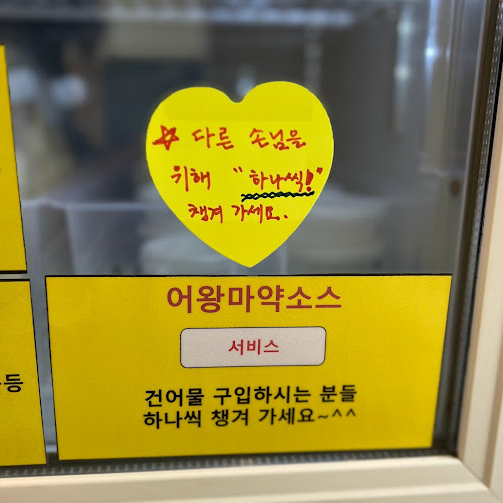 ☆ 다른 손님을
위해 "하나씩!"
챙겨 가세요.
어왕마약소스
서비스
건어물 구입하시는 분들
하나씩 챙겨 가세요~^^
등